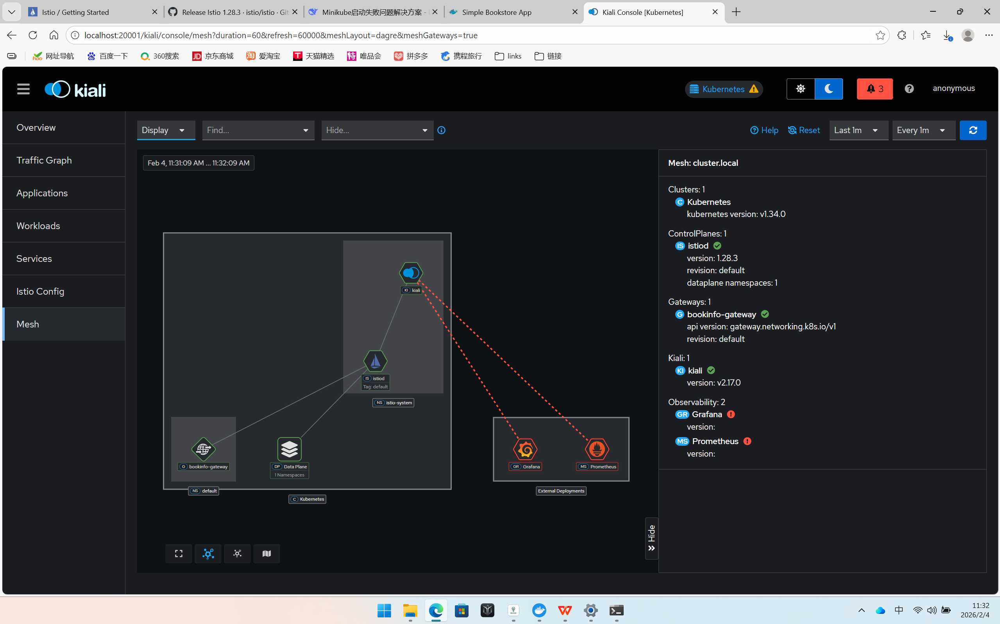 Istio / Getting Started
Release Istio 1.28.3 · istio/istio · Git
Minikube启动失败问题解决方案 -
Simple Bookstore App
Kiali Console [Kubernetes]
localhost:20001/kiali/console/mesh?duration=60&refresh=60000&meshLayout=dagre&meshGateways=true
hao 网址导航
du 百度一下
360搜索
JD 京东商城
淘 爱淘宝
T 天猫精选
特 唯品会
拼多多
携程旅行
links
链接
kiali
Kubernetes
3
anonymous
Overview
Traffic Graph
Applications
Workloads
Services
Istio Config
Mesh
Display
Find...
Hide...
Help
Reset
Last 1m
Every 1m
Feb 4, 11:31:09 AM ... 11:32:09 AM
KI kiali
IS istiod
Tag: default
NS istio-system
G bookinfo-gateway
DP Data Plane
1 Namespaces
GR Grafana
MS Prometheus
NS default
C Kubernetes
External Deployments
Hide
Mesh: cluster.local
Clusters: 1
C Kubernetes
kubernetes version: v1.34.0
ControlPlanes: 1
IS istiod
version: 1.28.3
revision: default
dataplane namespaces: 1
Gateways: 1
G bookinfo-gateway
api version: gateway.networking.k8s.io/v1
revision: default
Kiali: 1
KI kiali
version: v2.17.0
Observability: 2
GR Grafana
version:
MS Prometheus
version:
中
11:32
2026/2/4